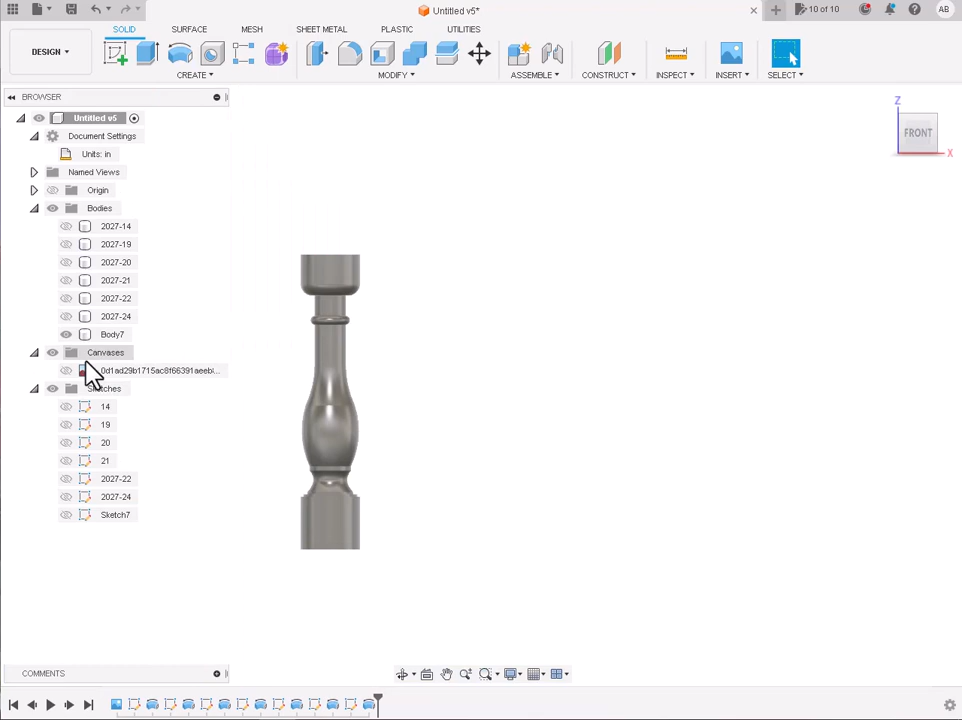 Untitled v5*
10 of 10
AB
DESIGN
SOLID SURFACE MESH SHEET METAL PLASTIC UTILITIES
CREATE MODIFY ASSEMBLE CONSTRUCT INSPECT INSERT SELECT
BROWSER
Untitled v5
Document Settings
Units: in
Named Views
Origin
Bodies
2027-14
2027-19
2027-20
2027-21
2027-22
2027-24
Body7
Canvases
0d1ad29b1715ac8f66391aeeb...
14
19
20
21
2027-22
2027-24
Sketch7
Z
FRONT
X
COMMENTS